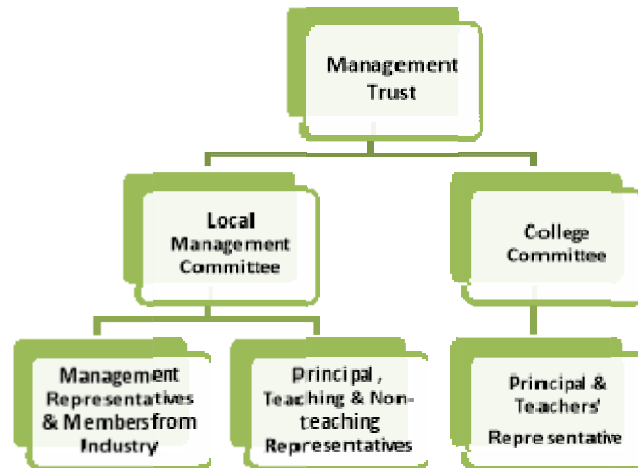 Management
Trust
Local
Management
Committee
College
Committee
Management
Representatives
& Members from
Industry
Principal,
Teaching & Non-
teaching
Representatives
Principal &
Teachers'
Representative